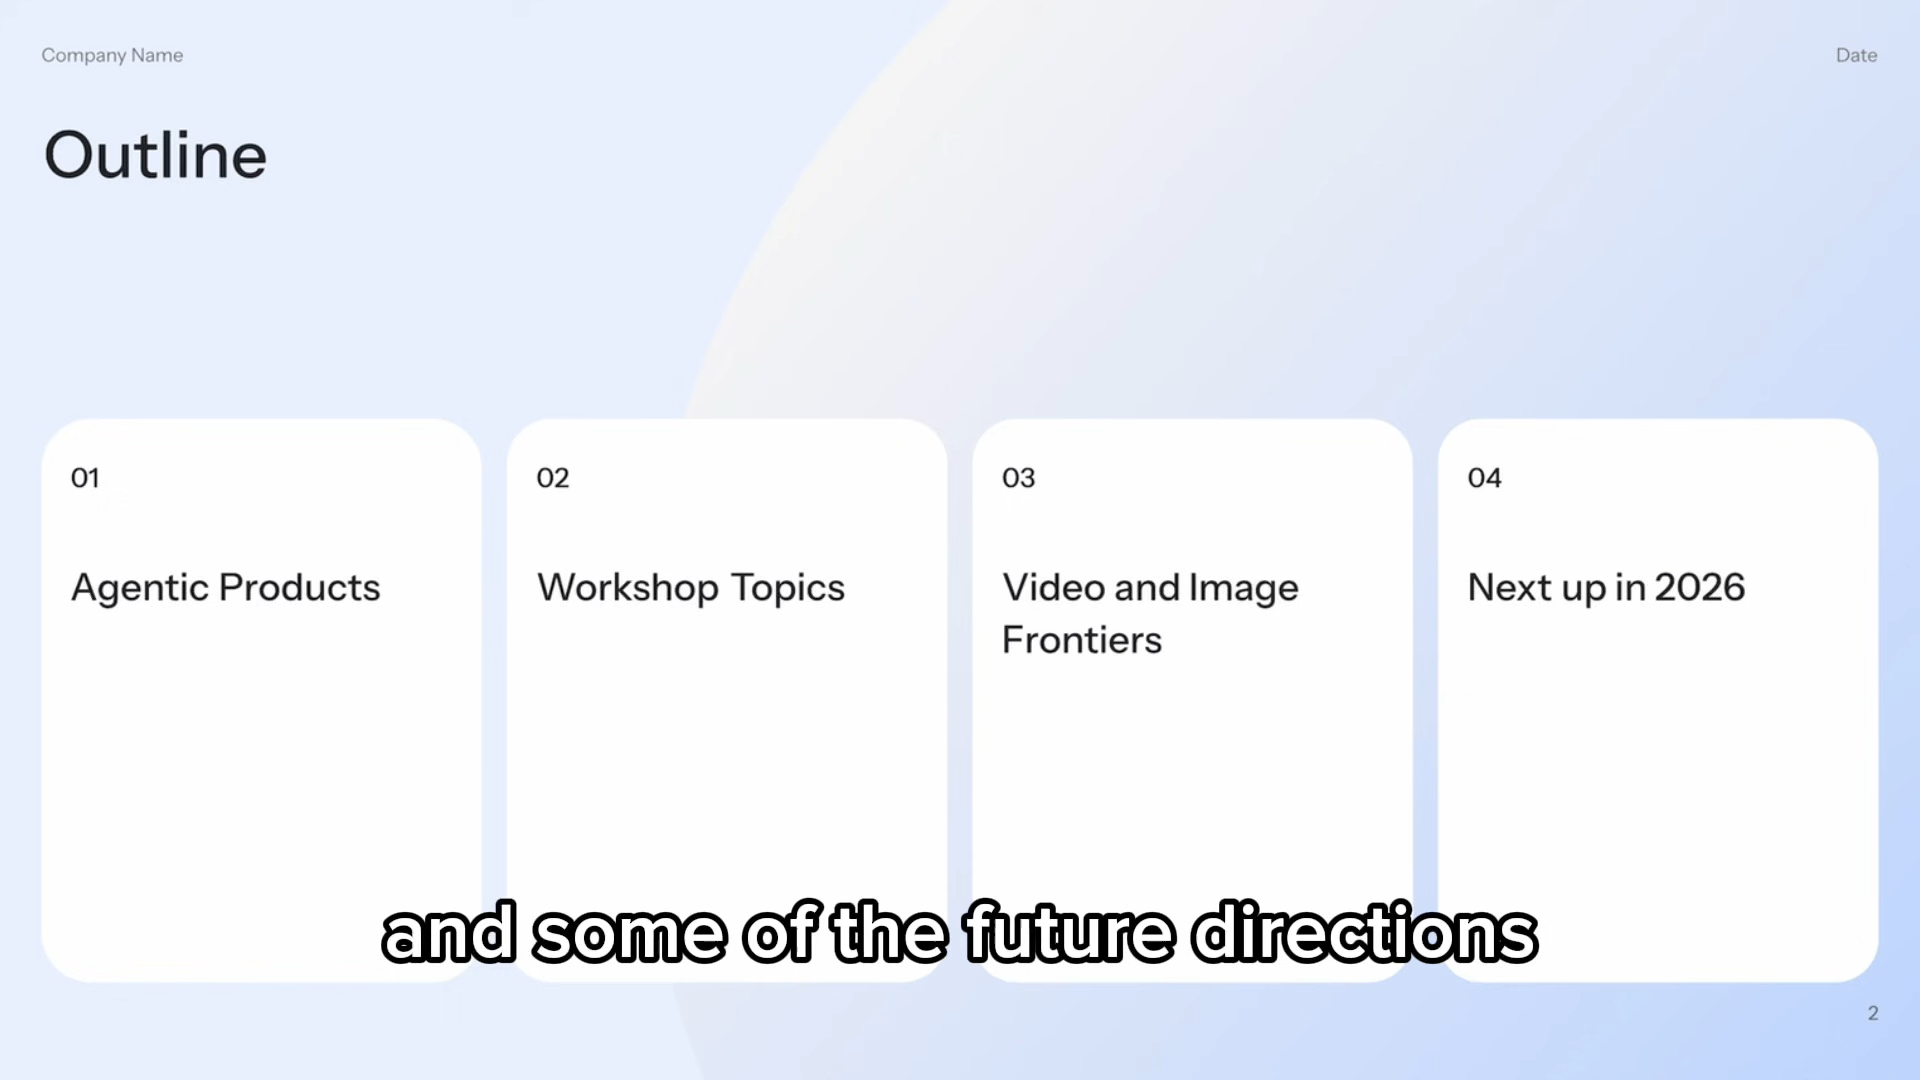 Company Name
Date
Outline
01
Agentic Products
02
Workshop Topics
03
Video and Image
Frontiers
04
Next up in 2026
and some of the future directions
2